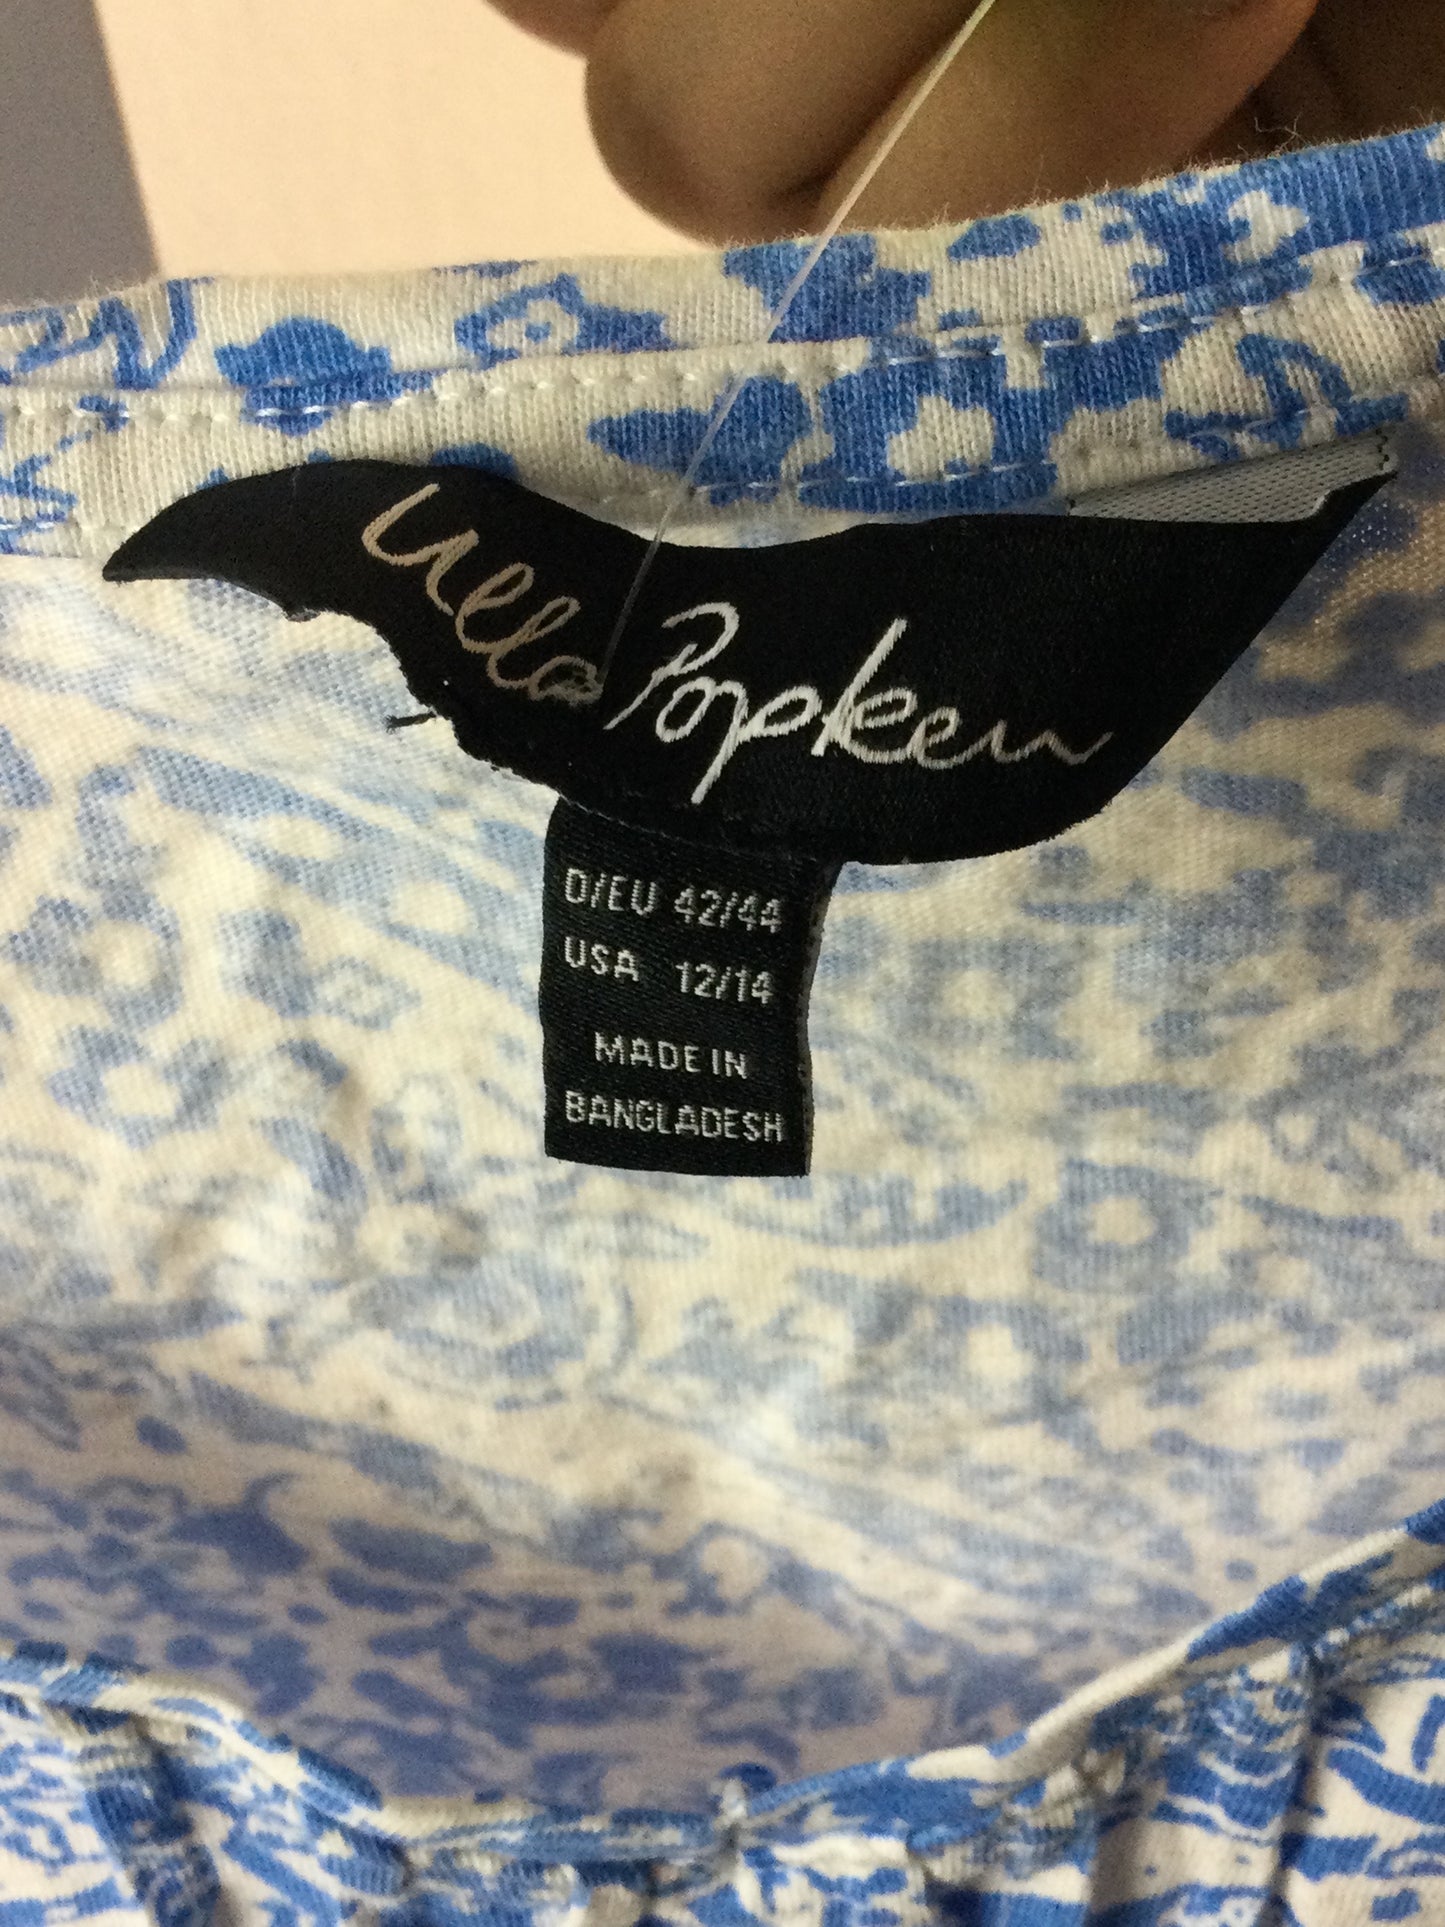 Ulla Popken
D/EU 42/44
USA 12/14
MADE IN
BANGLADESH